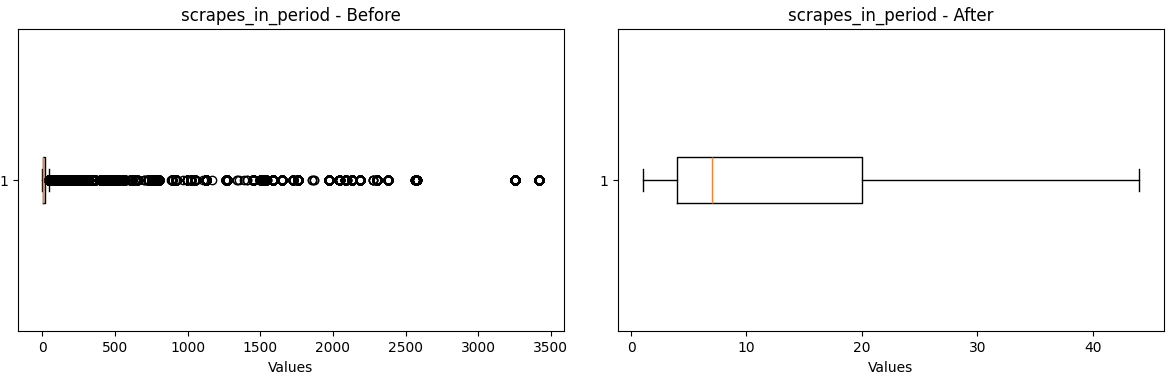 scrapes_in_period - Before
1
0 500 1000 1500 2000 2500 3000 3500
Values
scrapes_in_period - After
1
0 10 20 30 40
Values